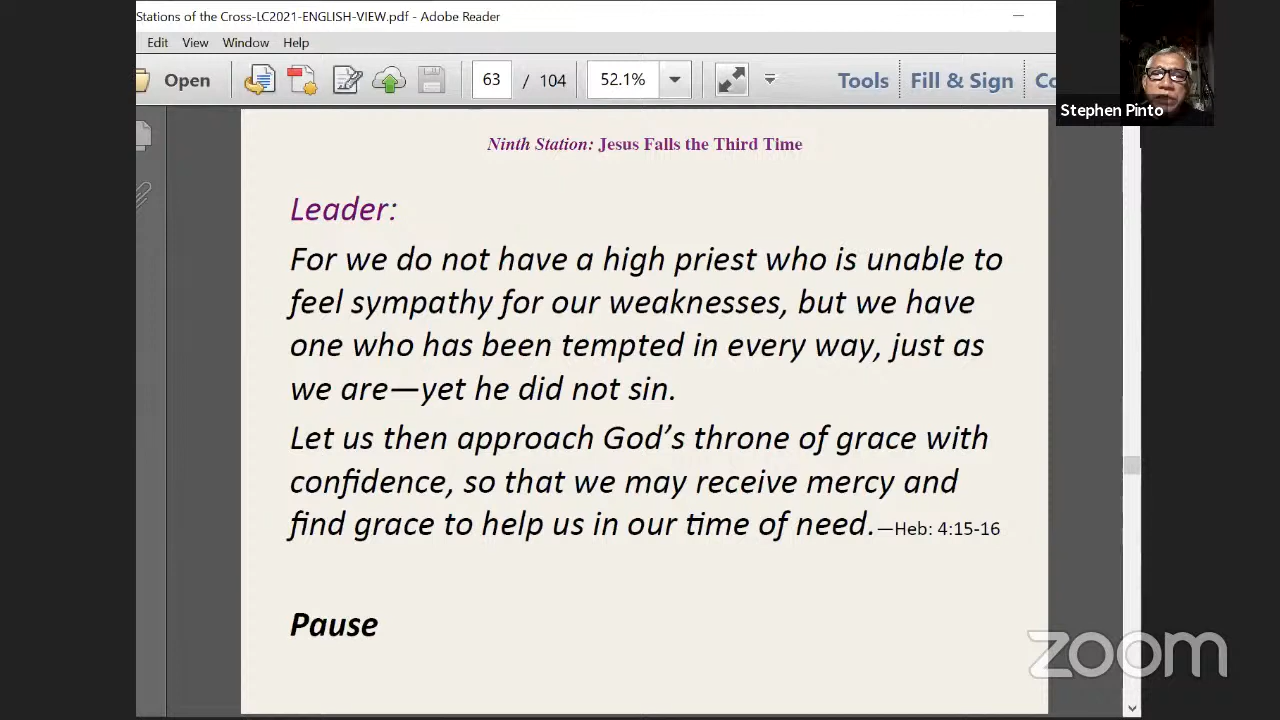 Stations of the Cross-LC2021-ENGLISH-VIEW.pdf - Adobe Reader
Edit View Window Help
Open 63 / 104 52.1% Tools Fill & Sign Co
Stephen Pinto
Ninth Station: Jesus Falls the Third Time
Leader:
For we do not have a high priest who is unable to
feel sympathy for our weaknesses, but we have
one who has been tempted in every way, just as
we are—yet he did not sin.
Let us then approach God’s throne of grace with
confidence, so that we may receive mercy and
find grace to help us in our time of need.—Heb: 4:15-16
Pause
zoom